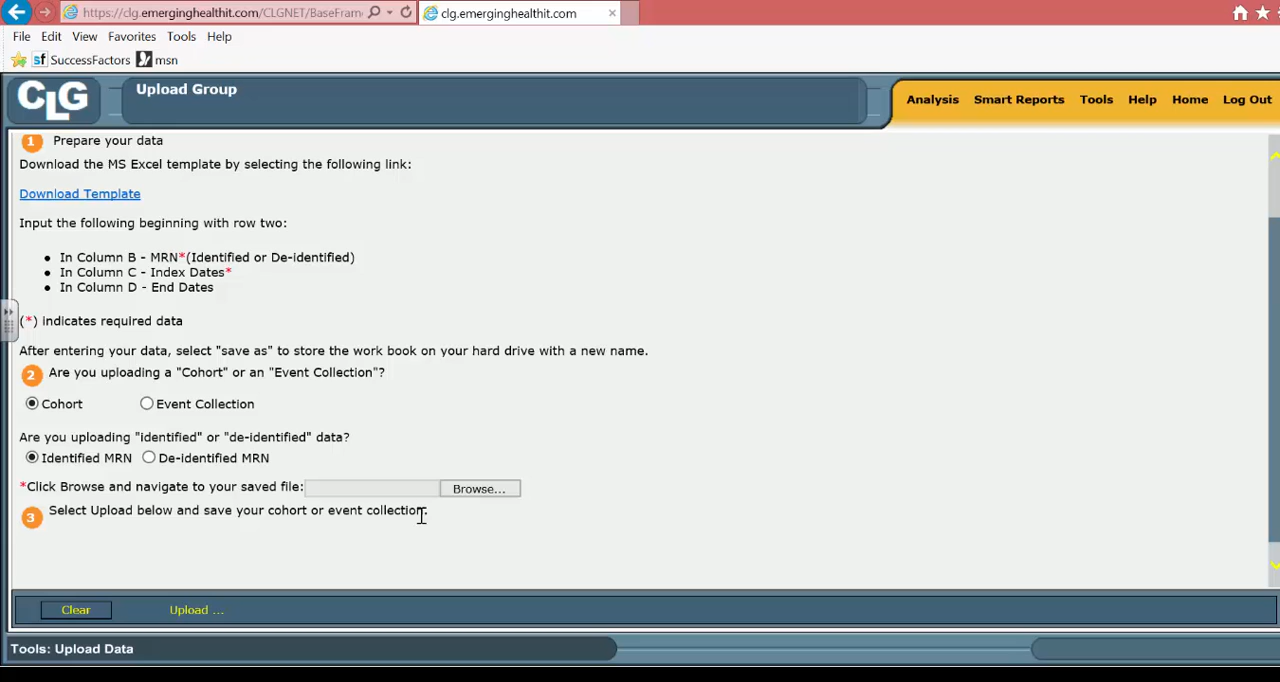 https://clg.emerginghealthit.com/CLGNET/BaseFram
clg.emerginghealthit.com
File Edit View Favorites Tools Help
sf SuccessFactors msn
CLG
Upload Group
Analysis Smart Reports Tools Help Home Log Out
1 Prepare your data
Download the MS Excel template by selecting the following link:
Download Template
Input the following beginning with row two:
• In Column B - MRN*(Identified or De-identified)
• In Column C - Index Dates*
• In Column D - End Dates
(*) indicates required data
After entering your data, select "save as" to store the work book on your hard drive with a new name.
2 Are you uploading a "Cohort" or an "Event Collection"?
Cohort Event Collection
Are you uploading "identified" or "de-identified" data?
Identified MRN De-identified MRN
*Click Browse and navigate to your saved file: Browse...
3 Select Upload below and save your cohort or event collection.
Clear Upload ...
Tools: Upload Data